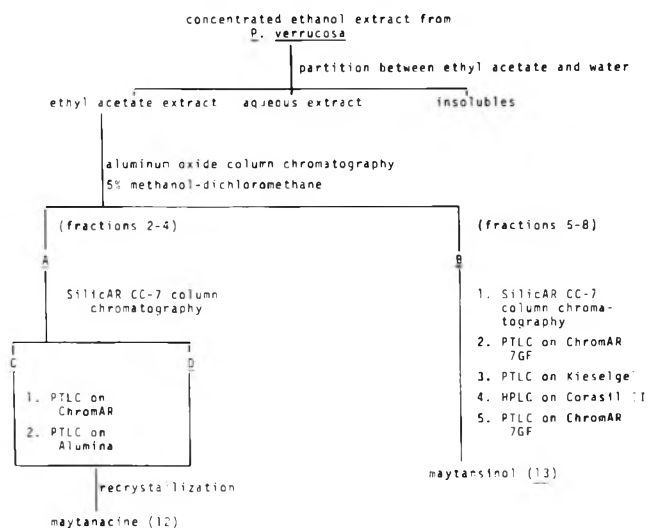 concentrated ethanol extract from
P. verrucosa
partition between ethyl acetate and water
ethyl acetate extract aqueous extract insolubles
aluminum oxide column chromatography
5% methanol-dichloromethane
(fractions 2-4)
(fractions 5-8)
A
B
SilicAR CC-7 column
chromatography
1. SilicAR CC-7
column chroma-
tography
2. PTLC on ChromAR
7GF
3. PTLC on Kieselgel
4. HPLC on Corasil II
5. PTLC on ChromAR
7GF
C
D
1. PTLC on
ChromAR
2. PTLC on
Alumina
maytansinol (13)
recrystallization
maytanacine (12)